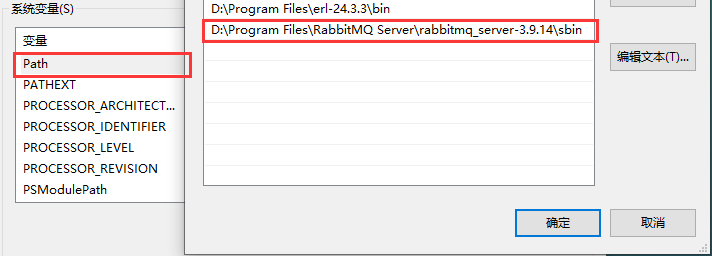 系统变量(S)
变量
Path
PATHEXT
PROCESSOR_ARCHITECT...
PROCESSOR_IDENTIFIER
PROCESSOR_LEVEL
PROCESSOR_REVISION
PSModulePath
D:\Program Files\erl-24.3.3\bin
D:\Program Files\RabbitMQ Server\rabbitmq_server-3.9.14\sbin
编辑文本(T)...
确定
取消